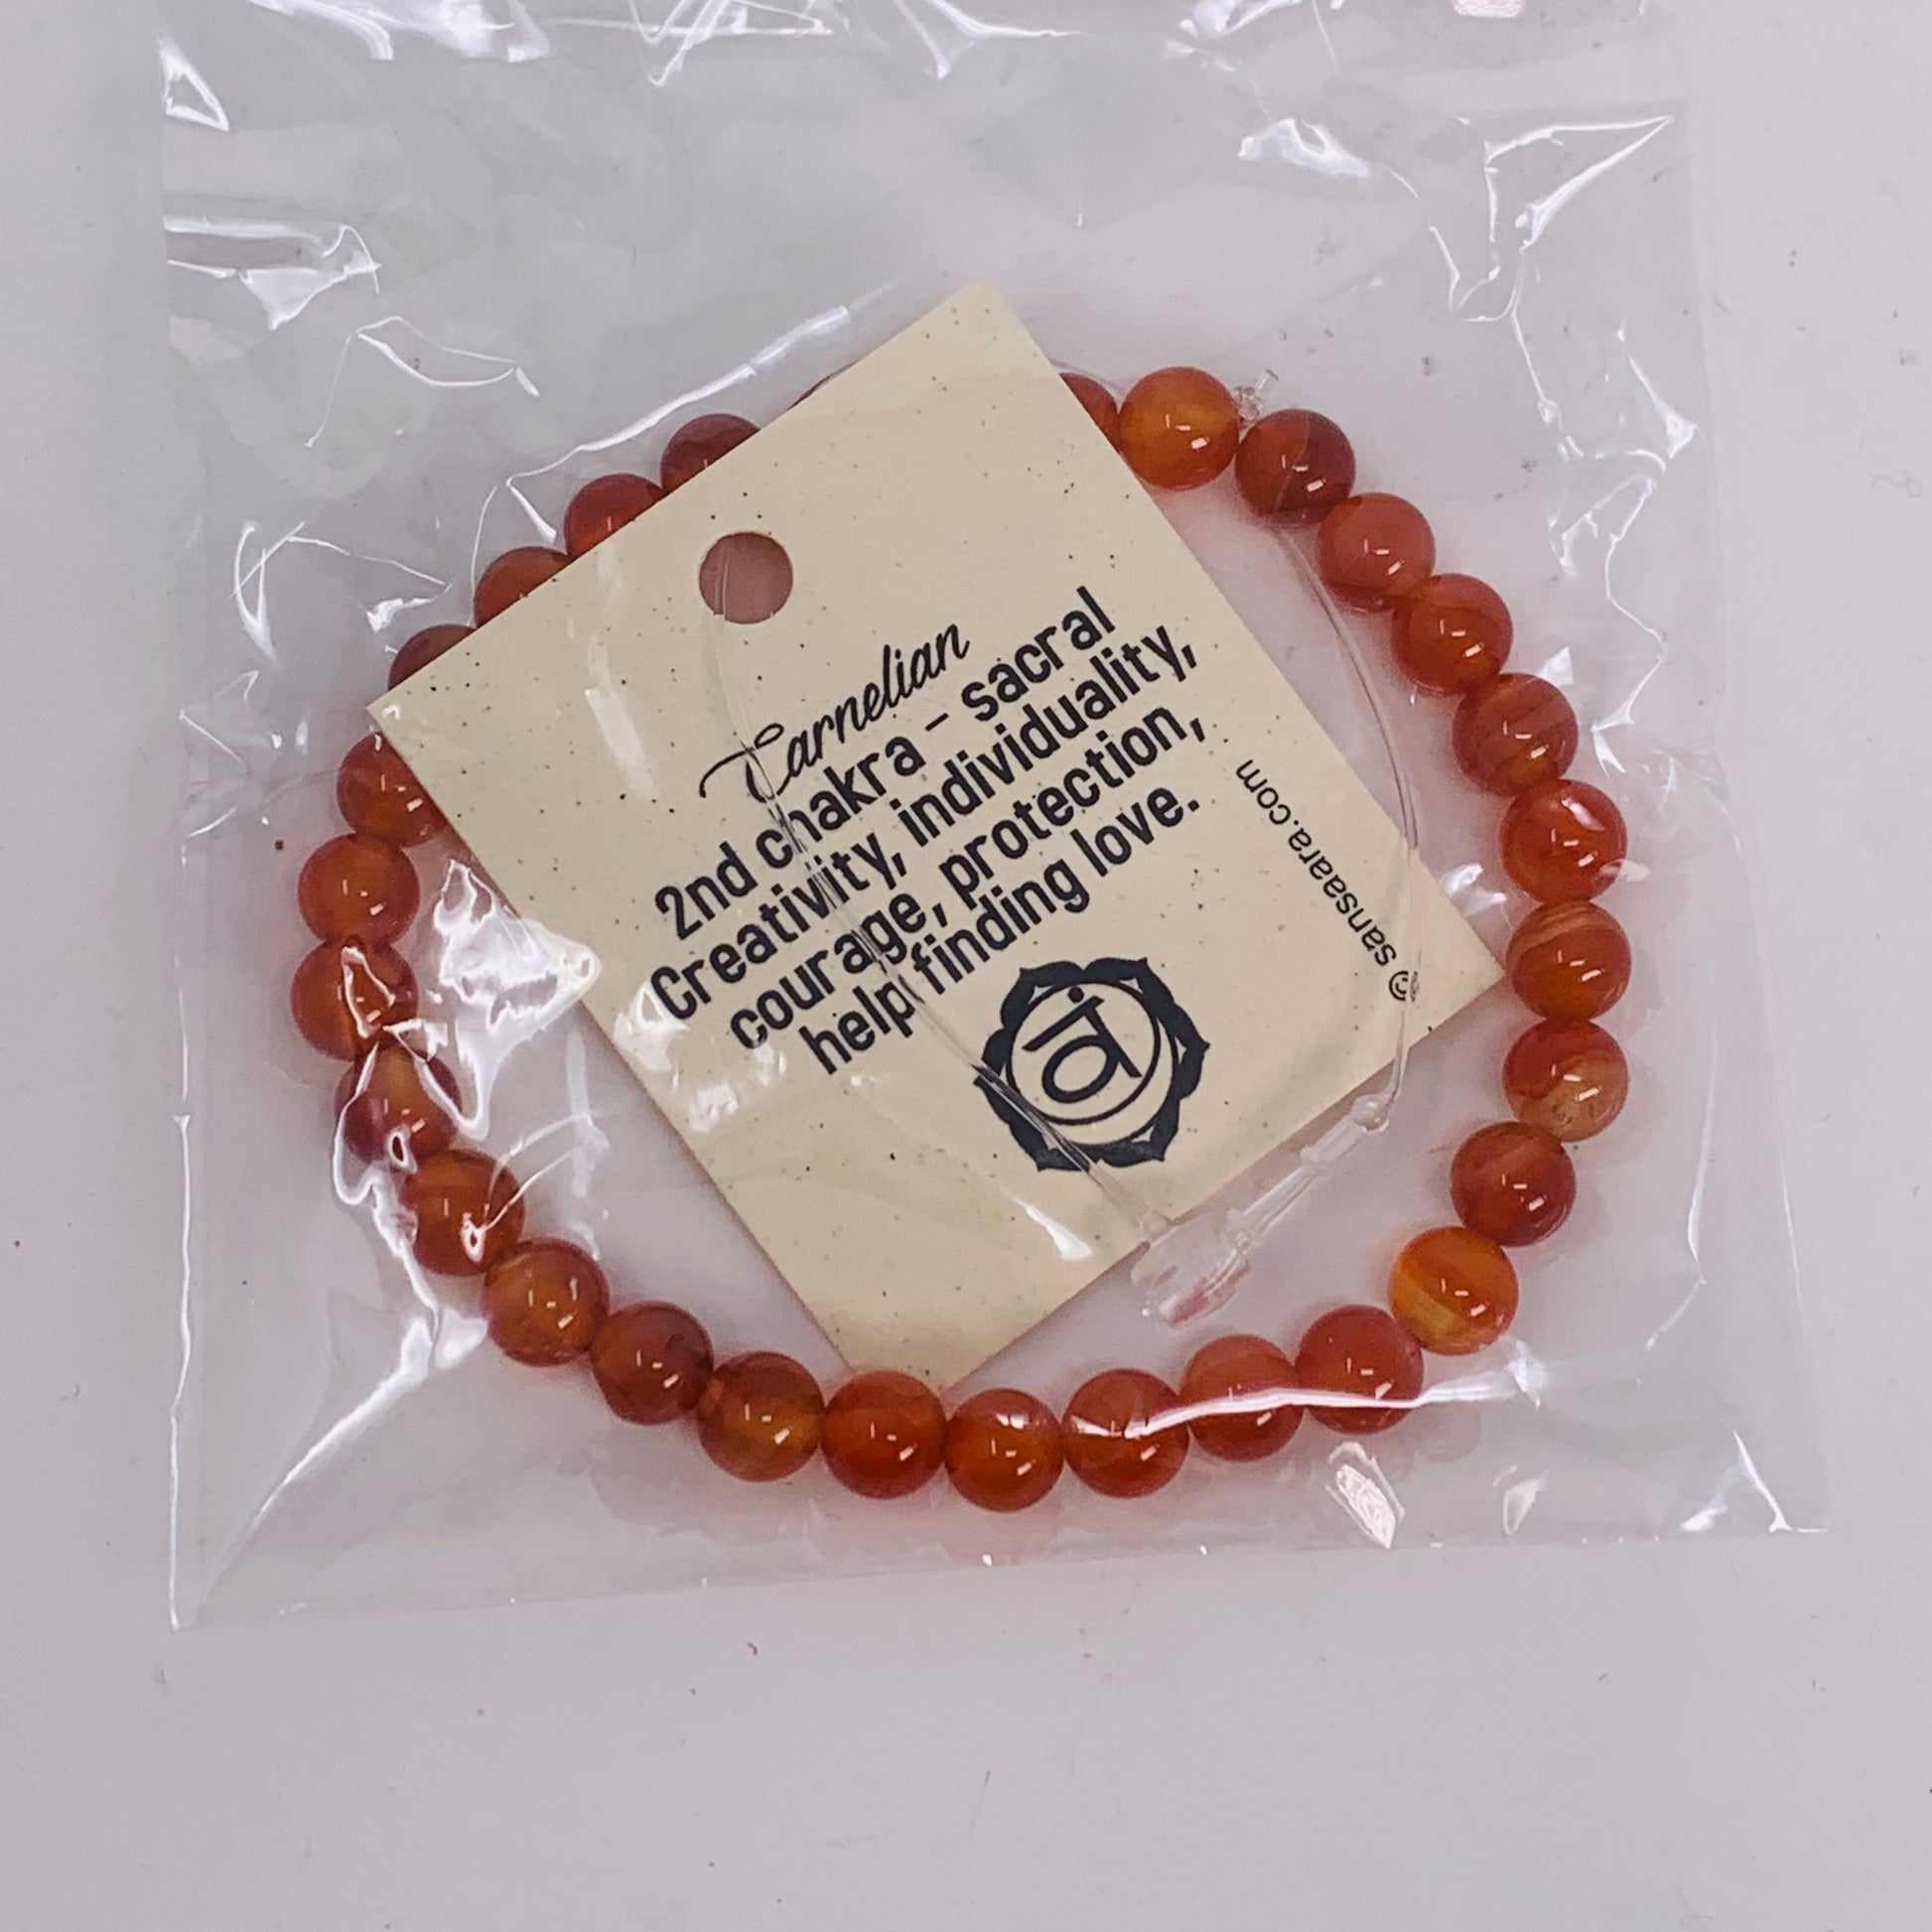 Carnelian
2nd chakra – sacral
Creativity, individuality,
courage, protection,
help finding love.
वं
© sansaara.com